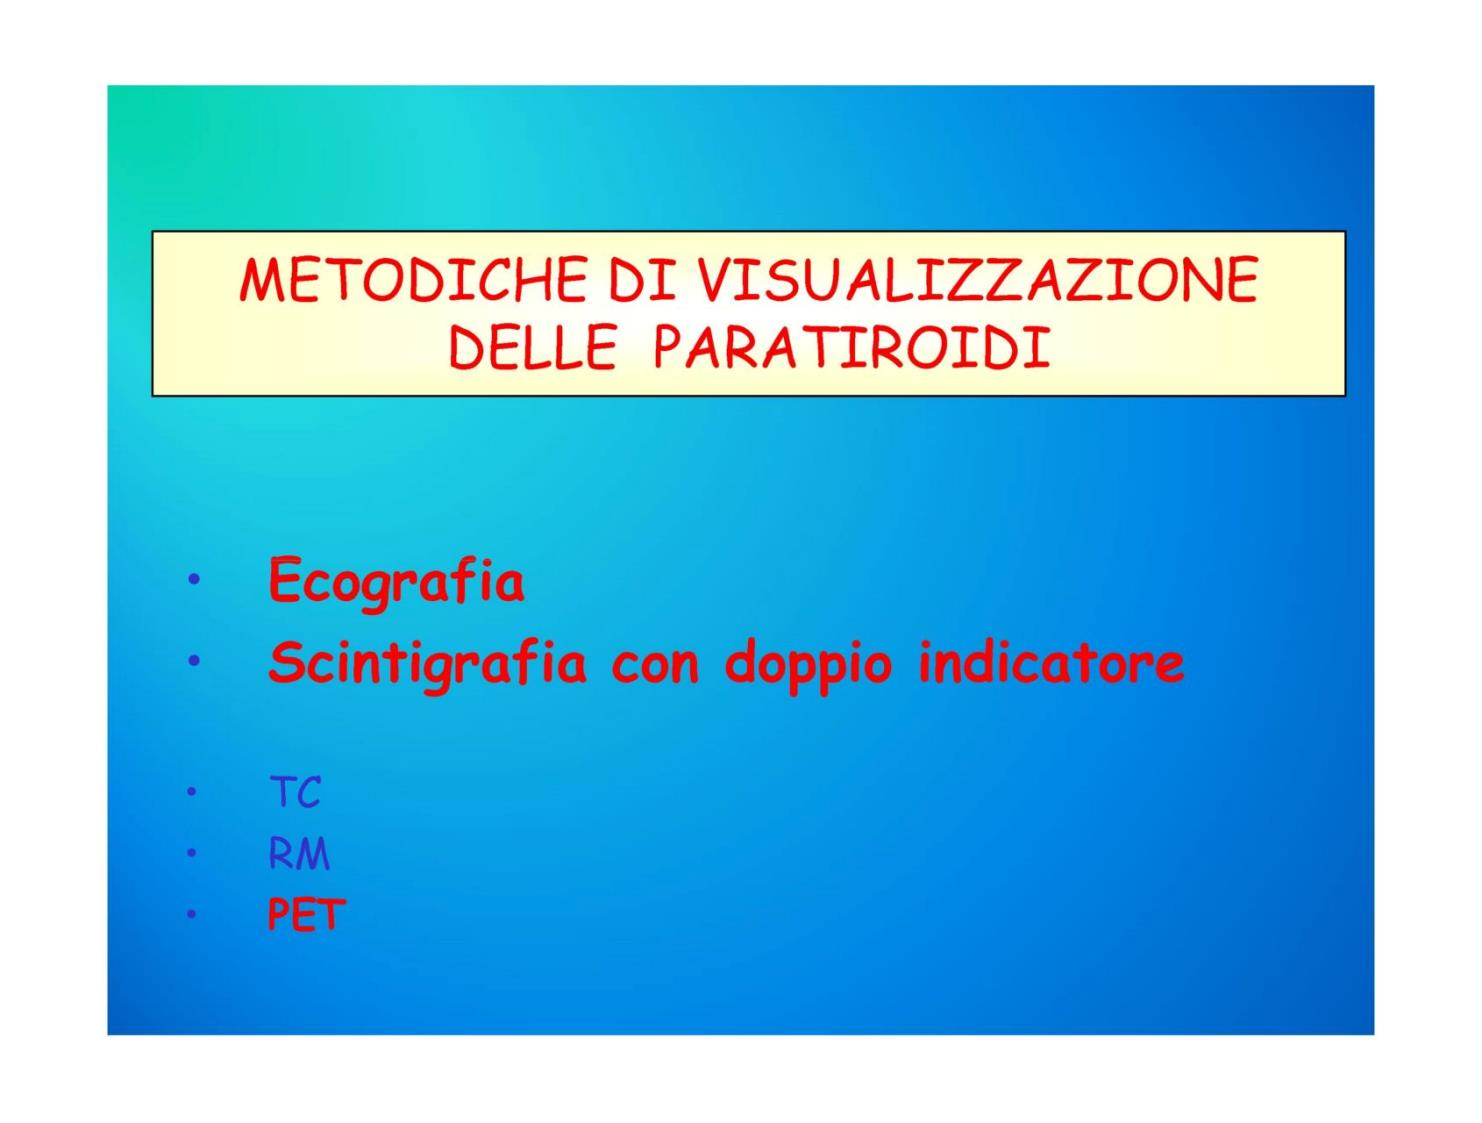 METODICHE DI VISUALIZZAZIONE
DELLE PARATIROIDI
• Ecografia
• Scintigrafia con doppio indicatore
• TC
• RM
• PET